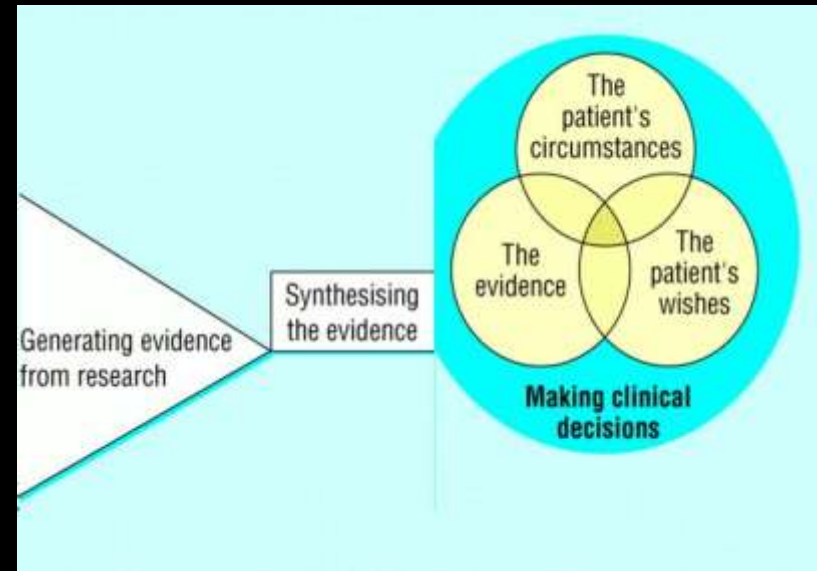 Generating evidence
from research
Synthesising
the evidence
The
patient's
circumstances
The
evidence
The
patient's
wishes
Making clinical
decisions